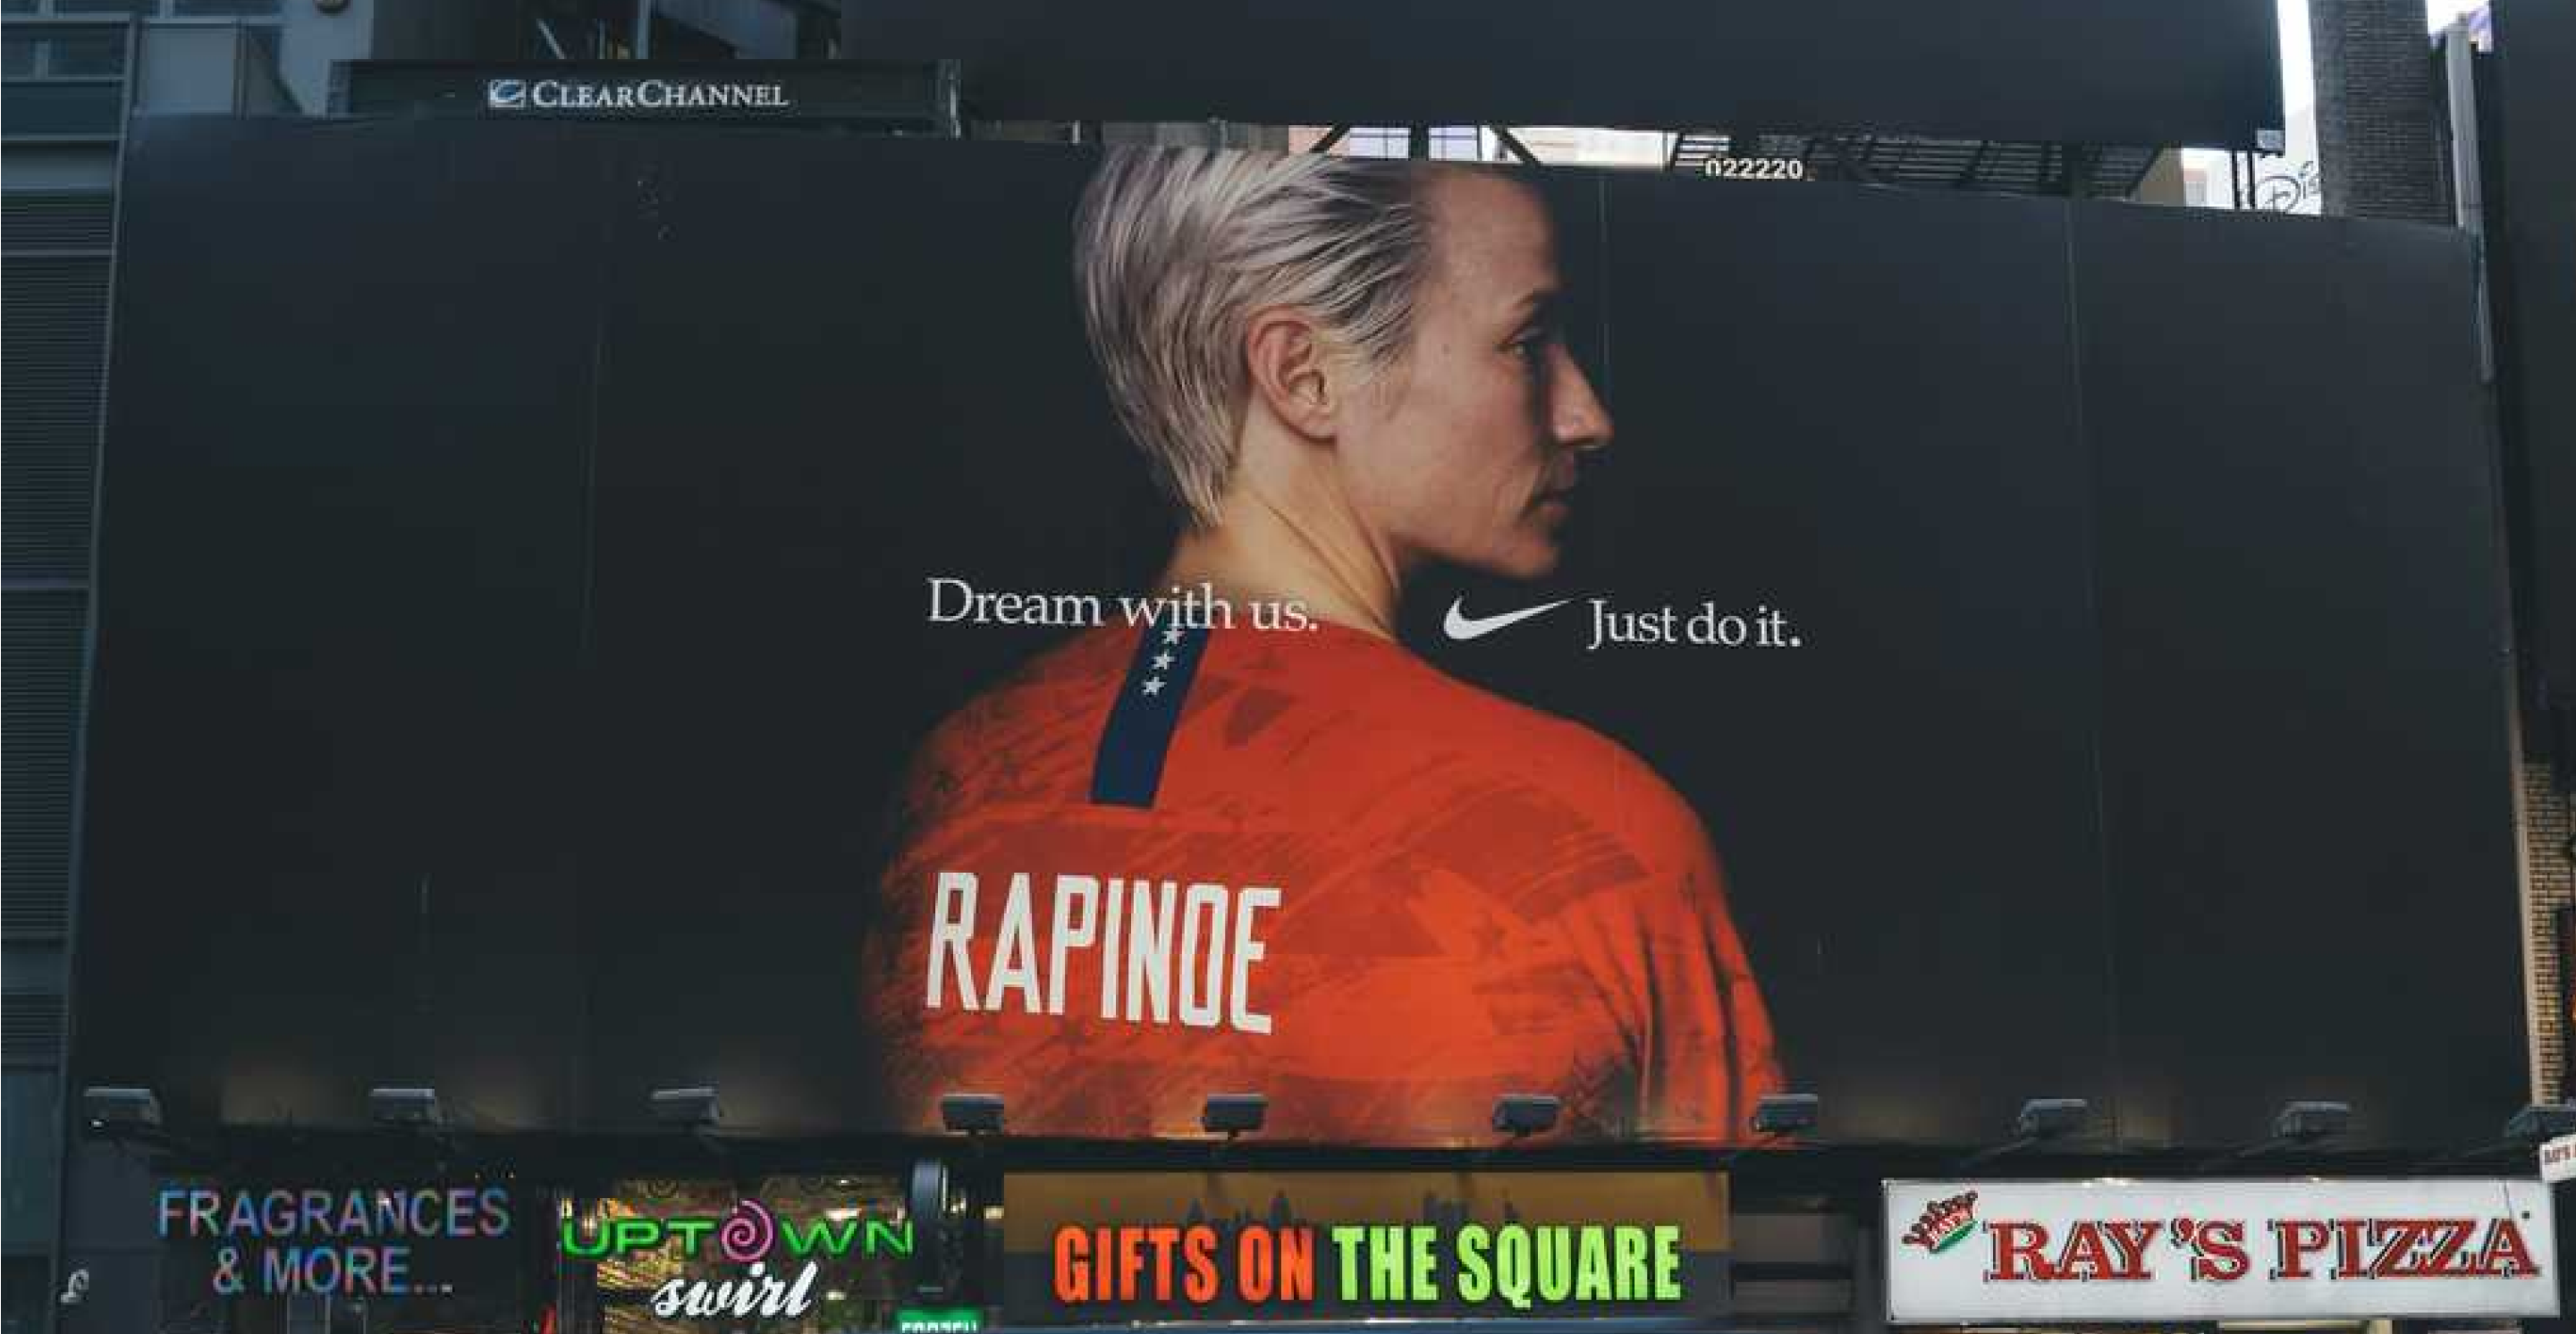 CLEARCHANNEL
022220
Dream with us.
Just do it.
RAPINOE
FRAGRANCES
& MORE...
UPTOWN
swirl
GIFTS ON THE SQUARE
RAY'S PIZZA